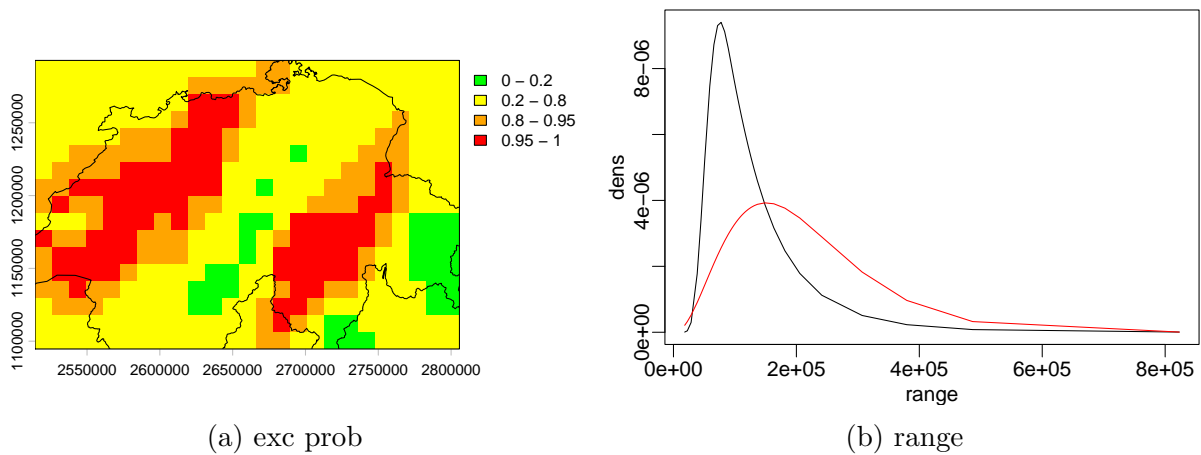 0 − 0.2
0.2 − 0.8
0.8 − 0.95
0.95 − 1
1250000
1200000
1150000
1100000
2500000 2600000 2650000 2700000 2750000 2800000
(a) exc prob
8e−06
4e−06
0e+00
dens
0e+00 2e+05 4e+05 6e+05 8e+05
range
(b) range